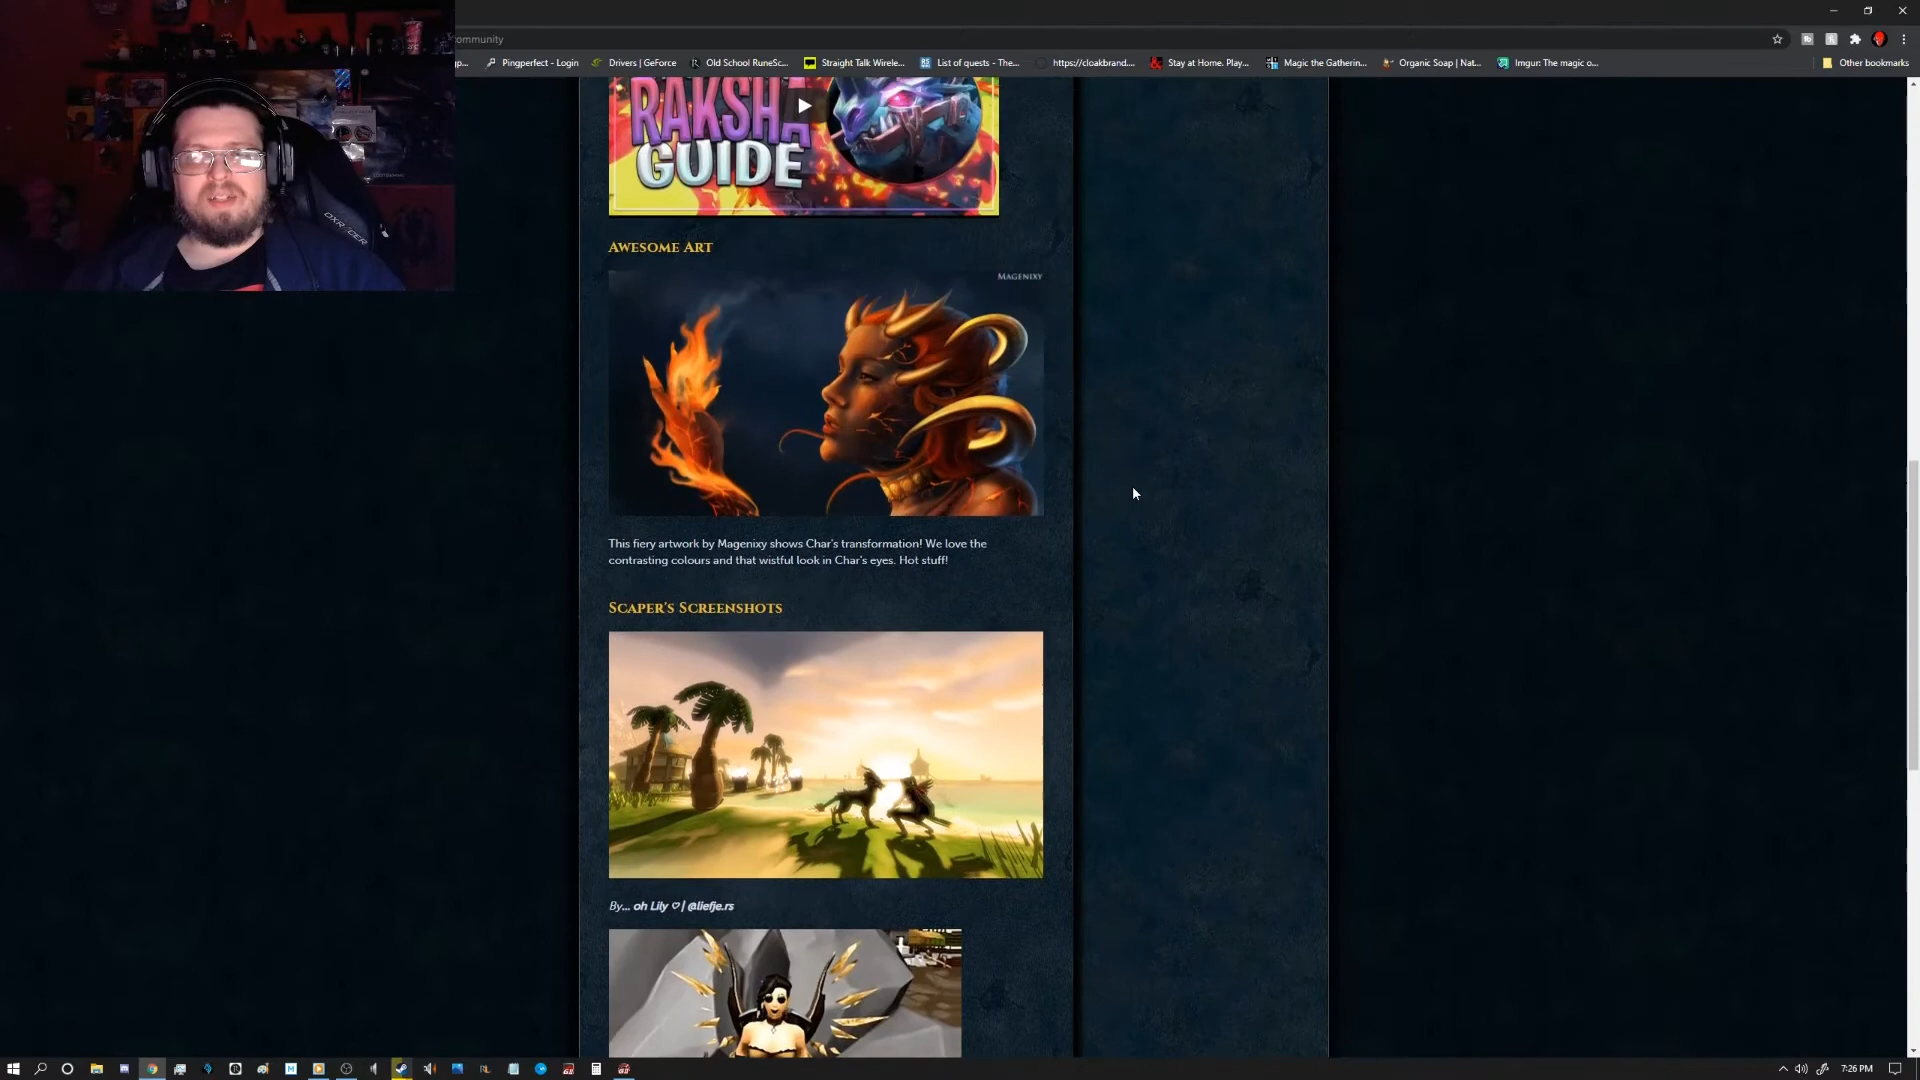 ommunity
p...
Pingperfect - Login
Drivers | GeForce
Old School RuneSc...
Straight Talk Wirele...
List of quests - The...
https://cloakbrand....
Stay at Home. Play...
Magic the Gatherin...
Organic Soap | Nat...
Imgur: The magic o...
Other bookmarks
RAKSHA
GUIDE
Awesome Art
Magenixy
This fiery artwork by Magenixy shows Char's transformation! We love the
contrasting colours and that wistful look in Char's eyes. Hot stuff!
Scaper's Screenshots
By... oh Lily ♡ | @liefje.rs
DXRACER
7:26 PM